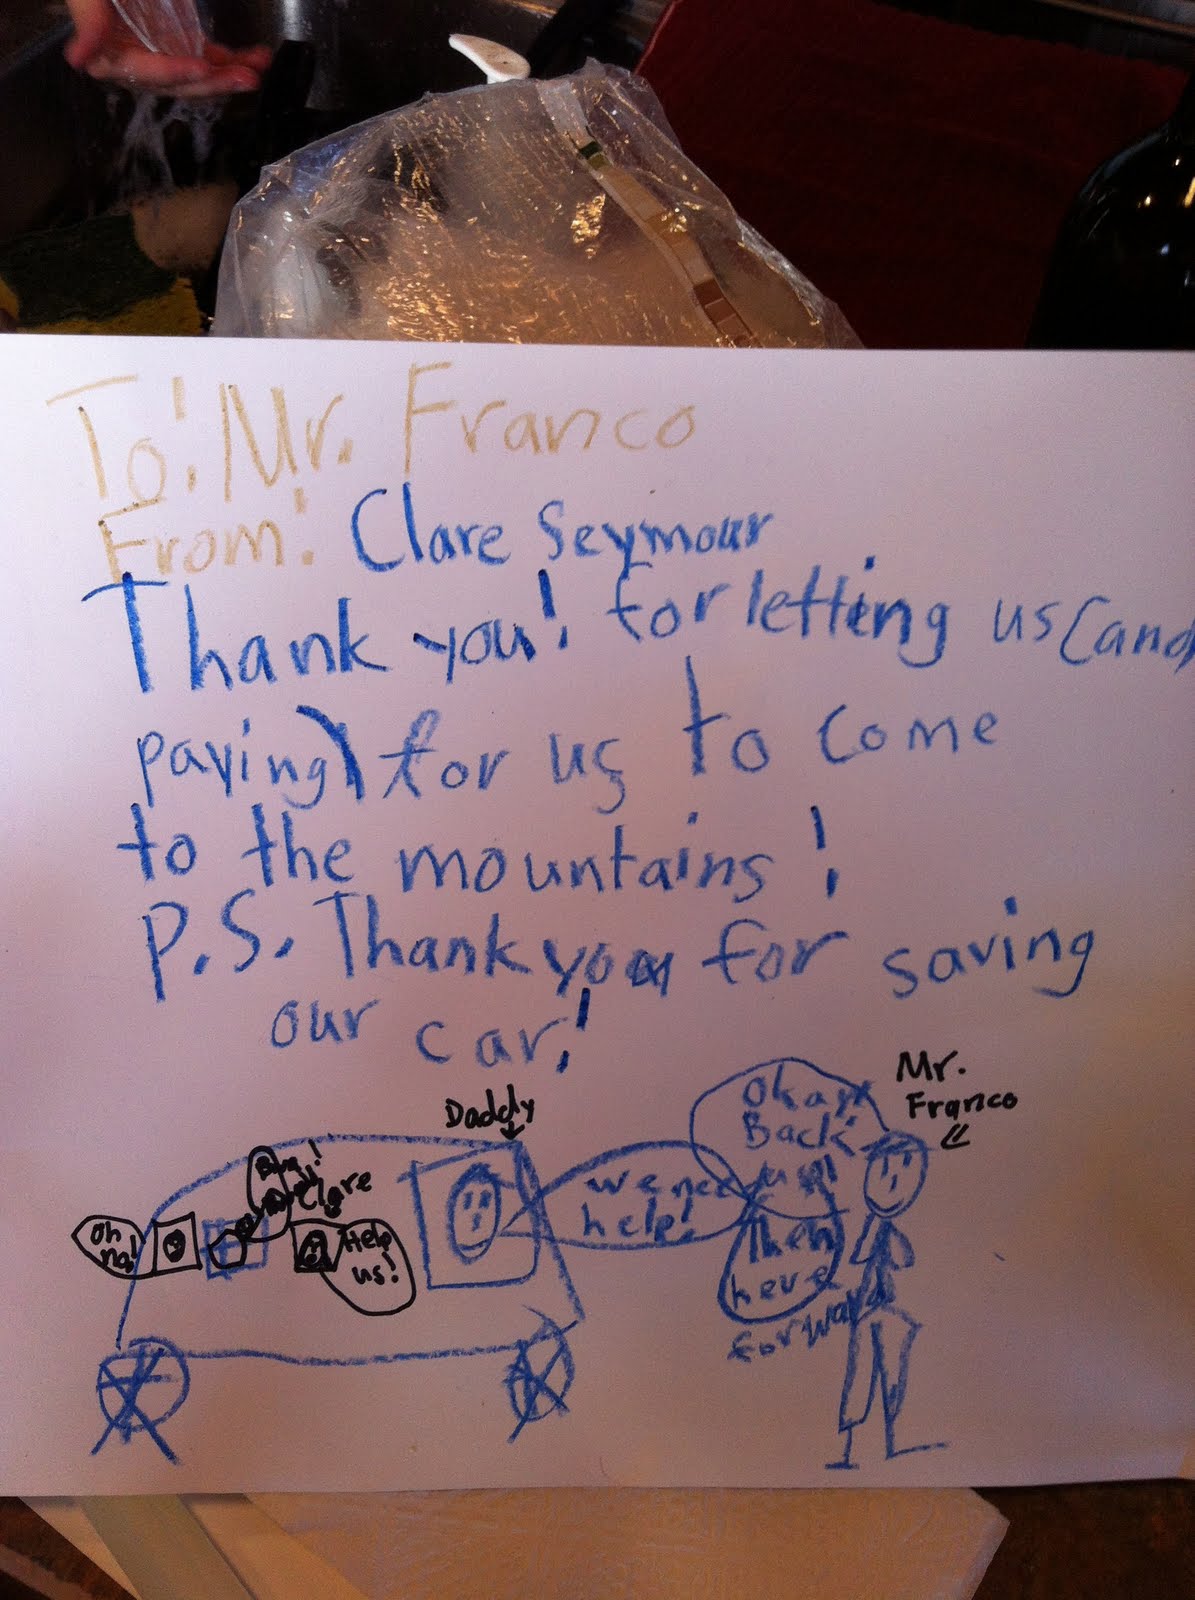 To: Mr. Franco
From: Clare Seymour
Thank you! for letting us (and
paying) for us to come
to the mountains!
P.S. Thank you for saving
our car!
Mr.
Franco
Daddy
Okay
Back
up!
Then
here
forward
we need
help!
Clare
Help
us!
Oh
no!